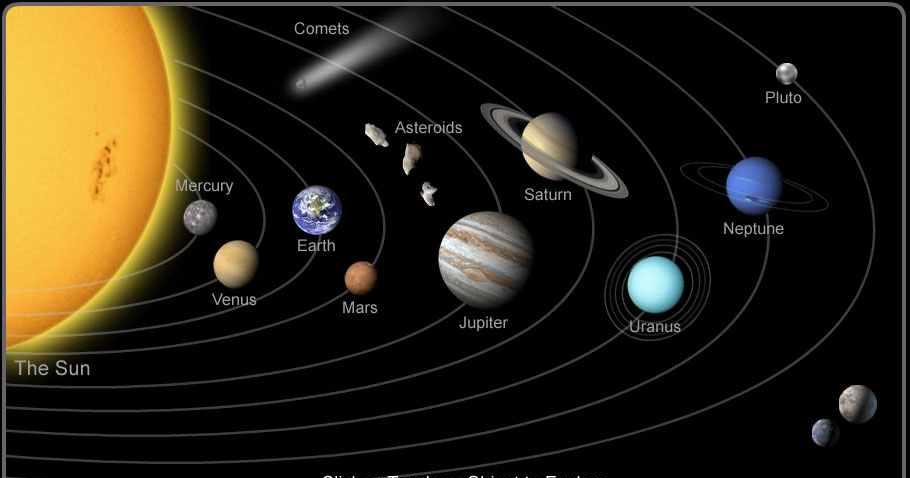 Comets
Pluto
Asteroids
Mercury
Saturn
Neptune
Earth
Venus
Mars
Jupiter
Uranus
The Sun